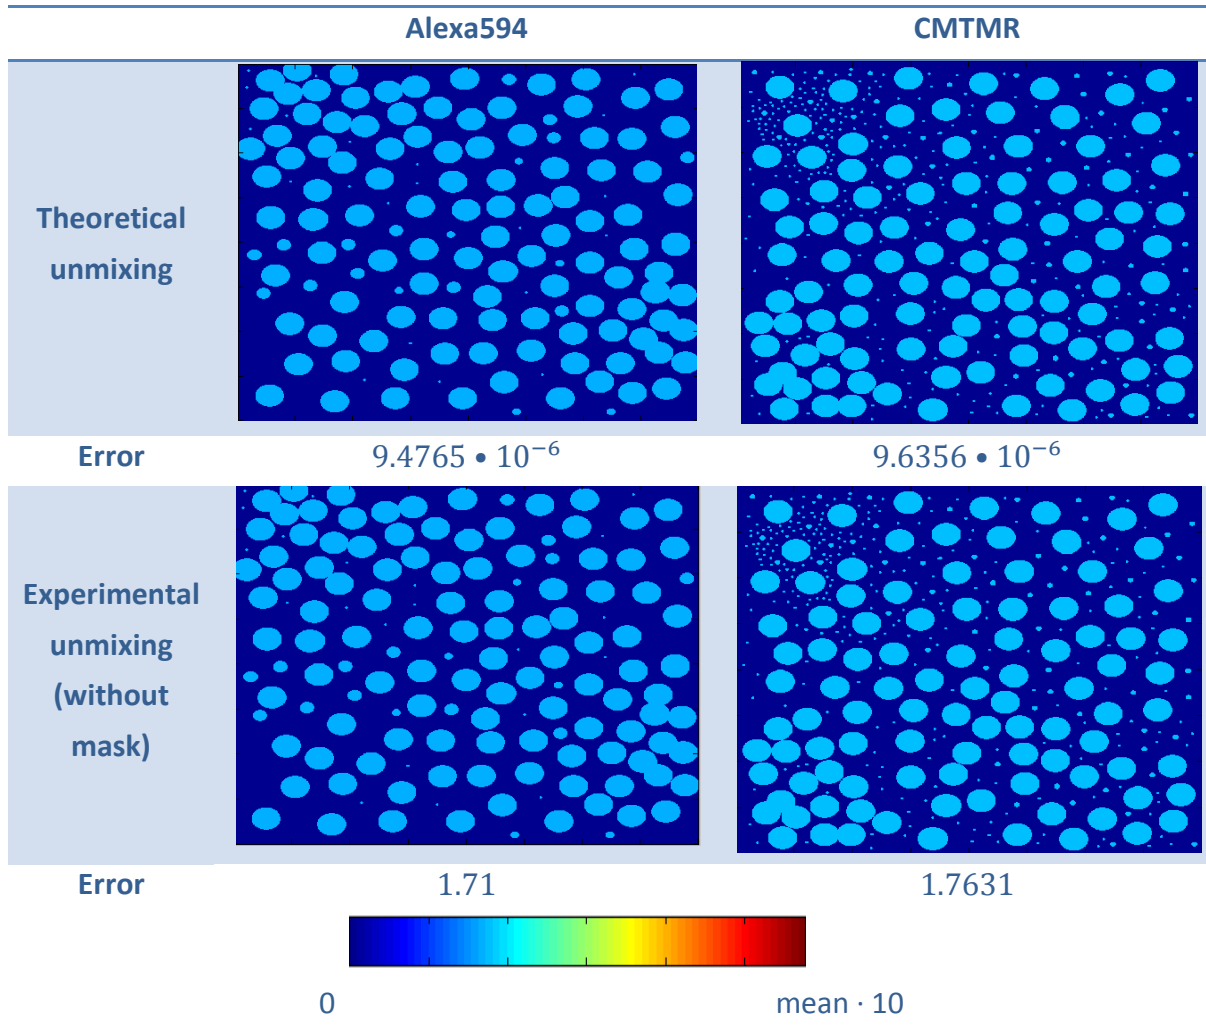 Alexa594 CMTMR
Theoretical
unmixing
Error 9.4765 • 10⁻⁶ 9.6356 • 10⁻⁶
Experimental
unmixing
(without
mask)
Error 1.71 1.7631
0 mean · 10